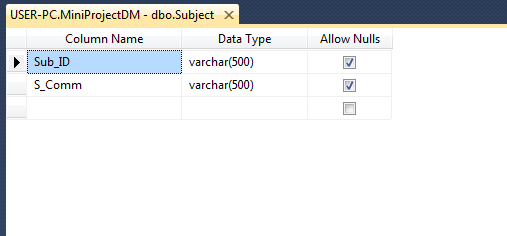 USER-PC.MiniProjectDM - dbo.Subject
Column Name Data Type Allow Nulls
Sub_ID varchar(500)
S_Comm varchar(500)